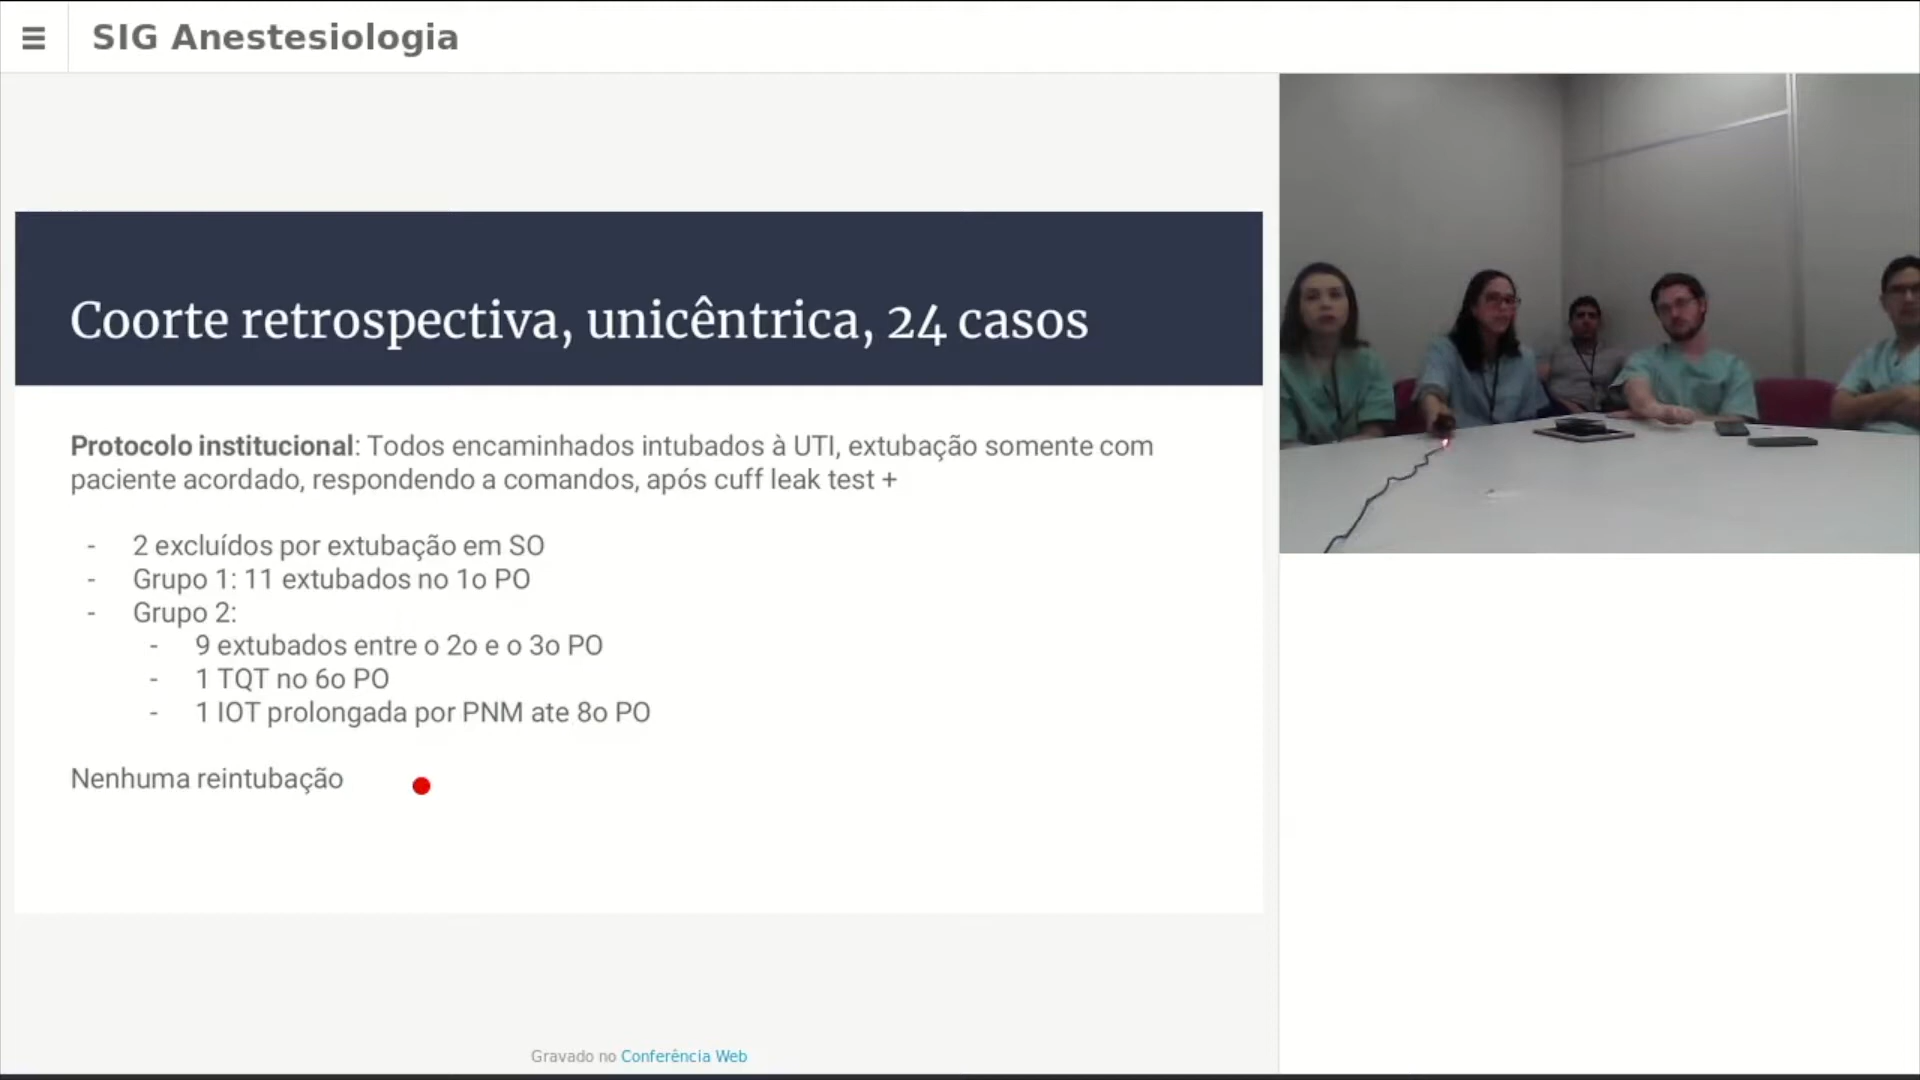 SIG Anestesiologia
Coorte retrospectiva, unicêntrica, 24 casos
Protocolo institucional: Todos encaminhados intubados à UTI, extubação somente com
paciente acordado, respondendo a comandos, após cuff leak test +
- 2 excluídos por extubação em SO
- Grupo 1: 11 extubados no 1o PO
- Grupo 2:
- 9 extubados entre o 2o e o 3o PO
- 1 TQT no 6o PO
- 1 IOT prolongada por PNM ate 8o PO
Nenhuma reintubação
Gravado no Conferência Web